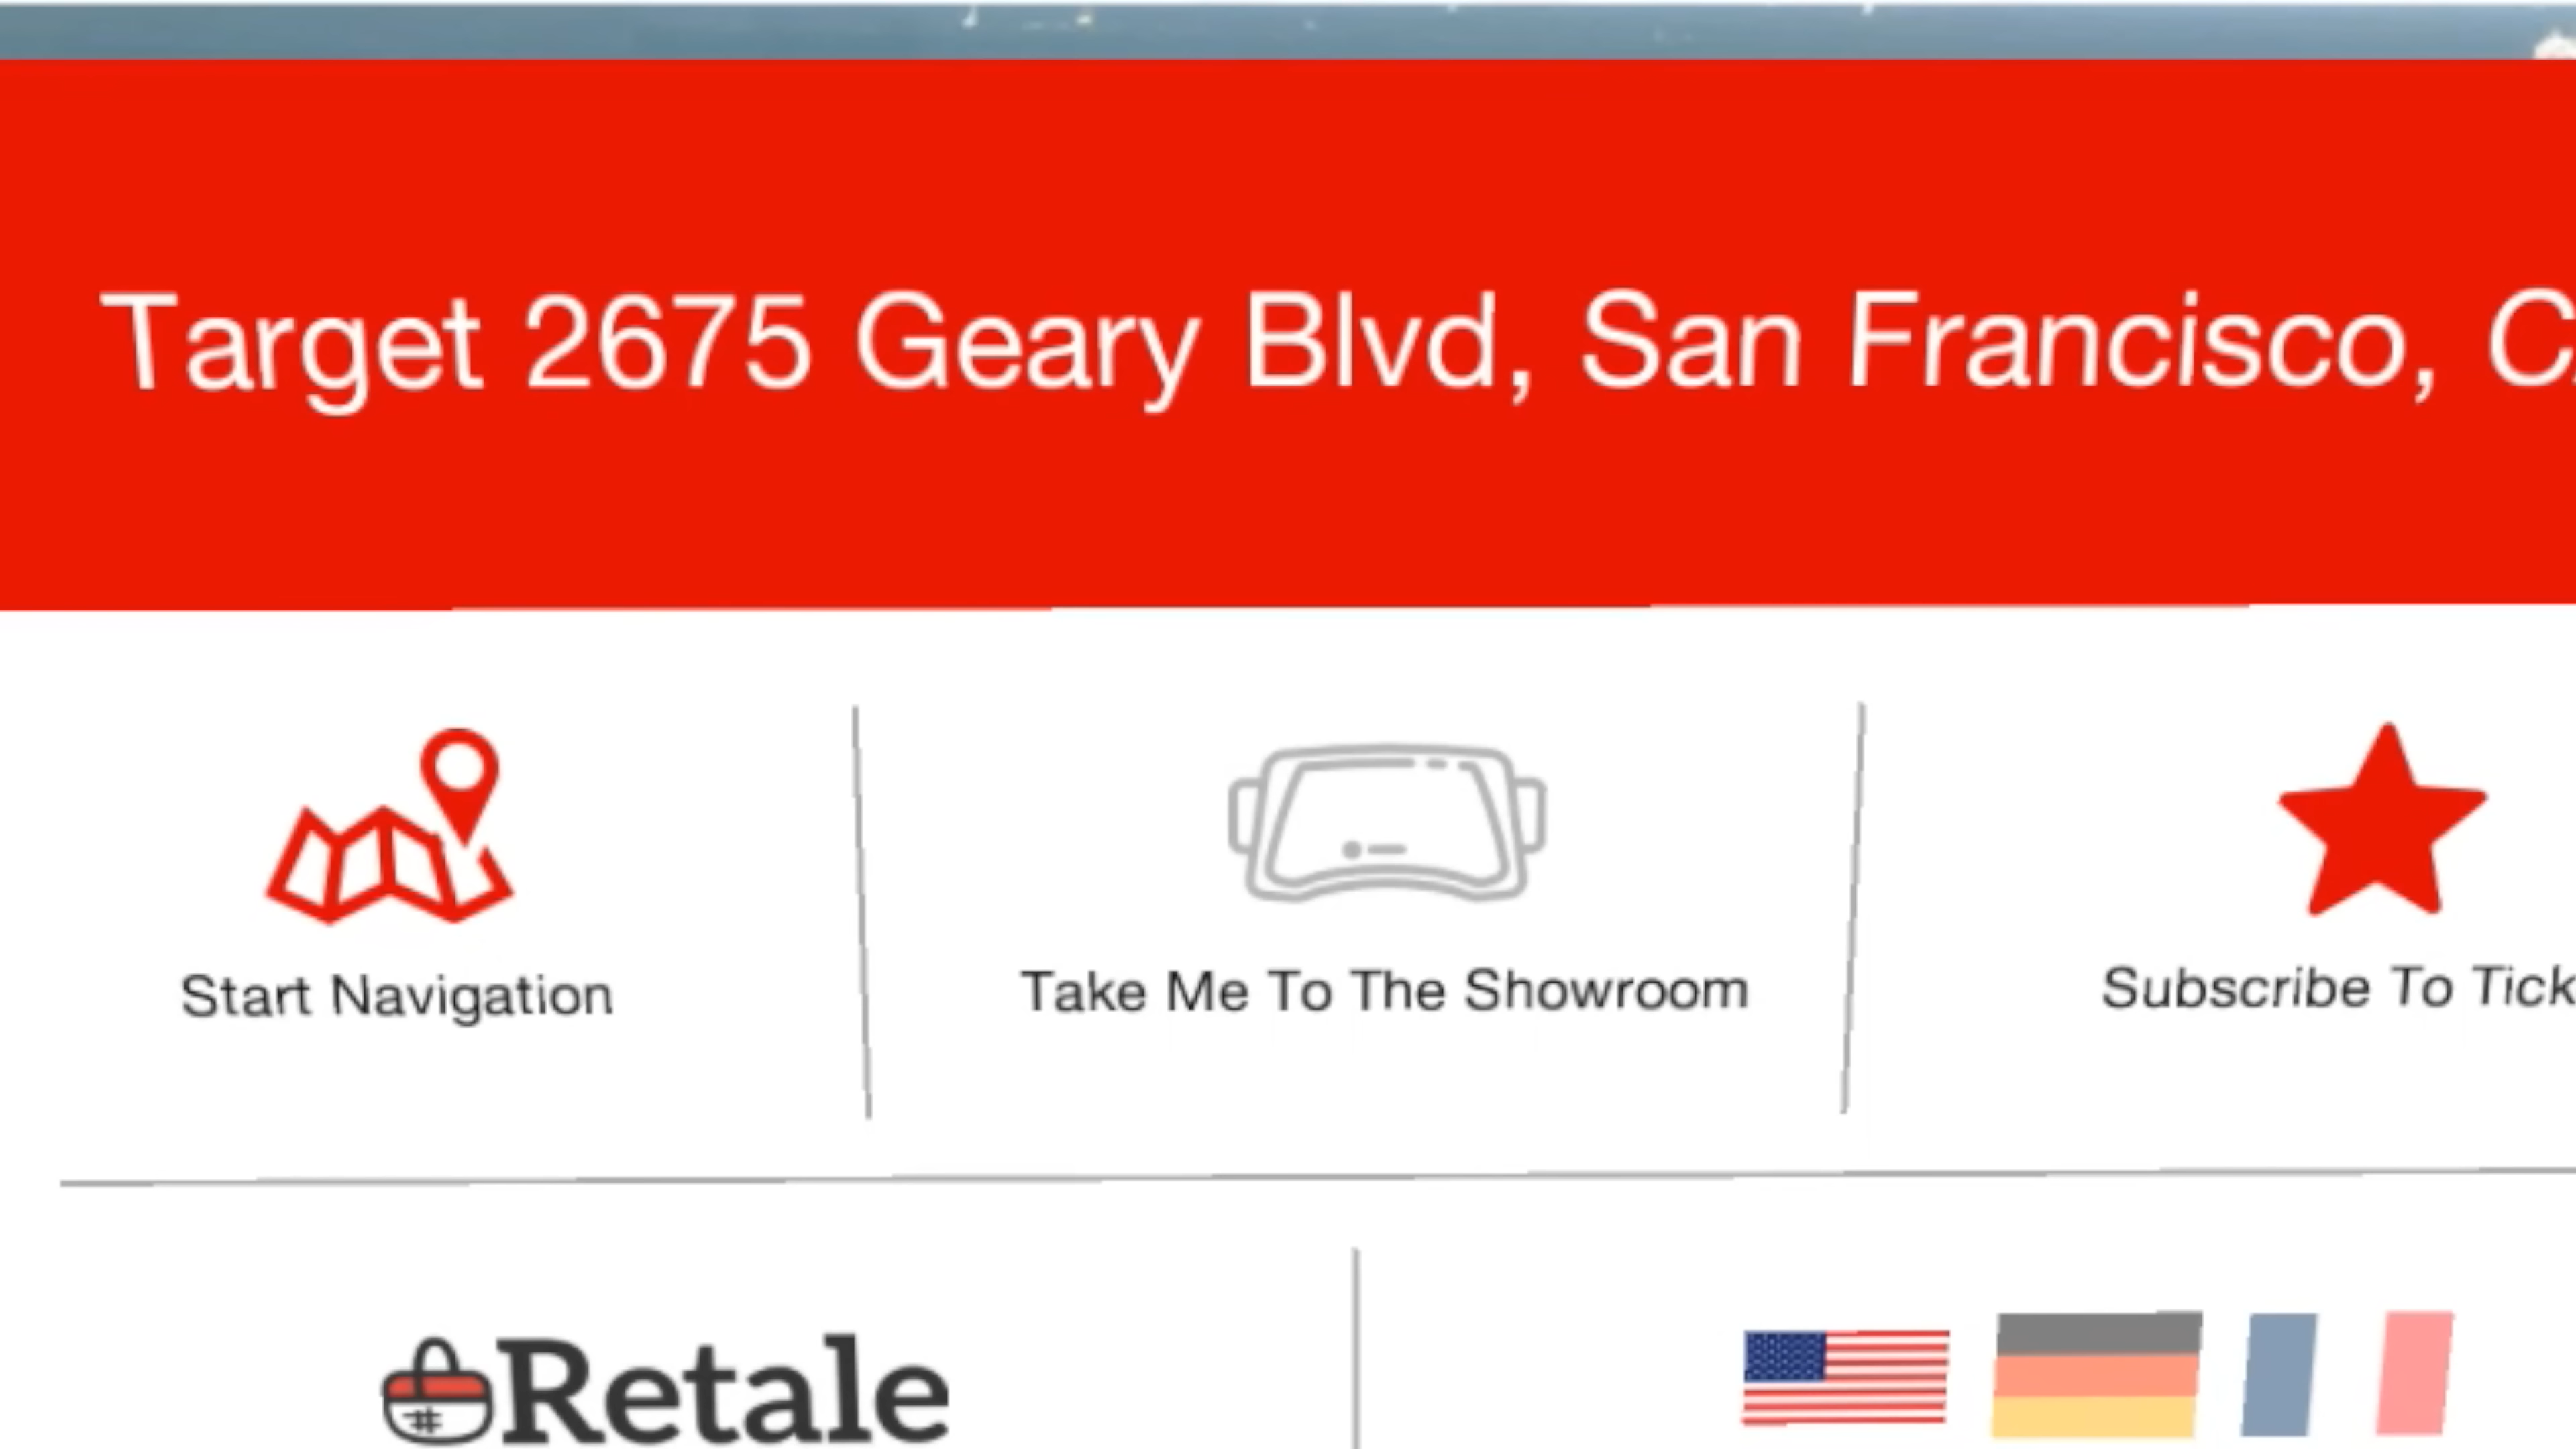 Target 2675 Geary Blvd, San Francisco,
Start Navigation
Take Me To The Showroom
Subscribe To
Retale